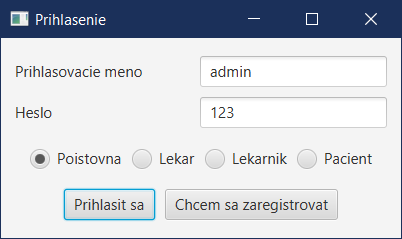 Prihlasenie
Prihlasovacie meno admin
Heslo 123
Poistovna Lekar Lekarnik Pacient
Prihlasit sa Chcem sa zaregistrovat